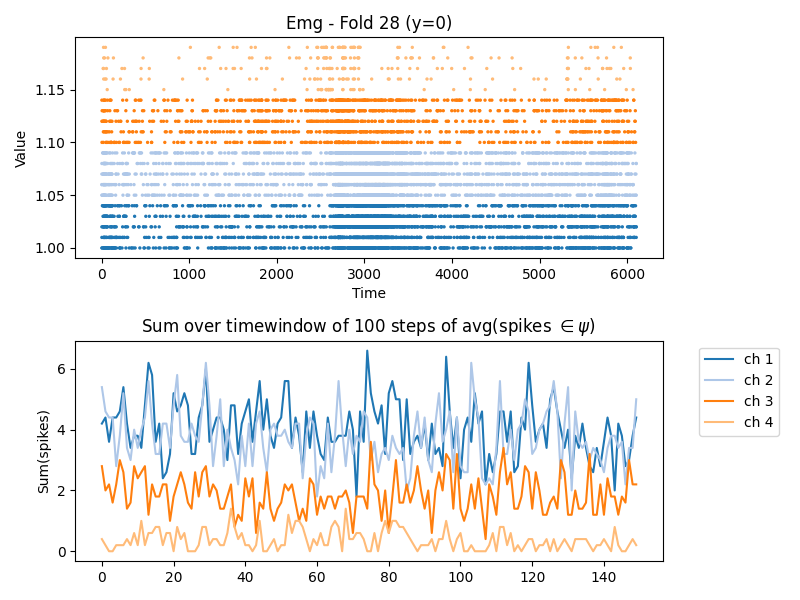 Emg - Fold 28 (y=0)
Value
1.15
1.10
1.05
1.00
0 1000 2000 3000 4000 5000 6000
Time
Sum over timewindow of 100 steps of avg(spikes ∈ ψ)
Sum(spikes)
6
4
2
0
0 20 40 60 80 100 120 140
ch 1
ch 2
ch 3
ch 4